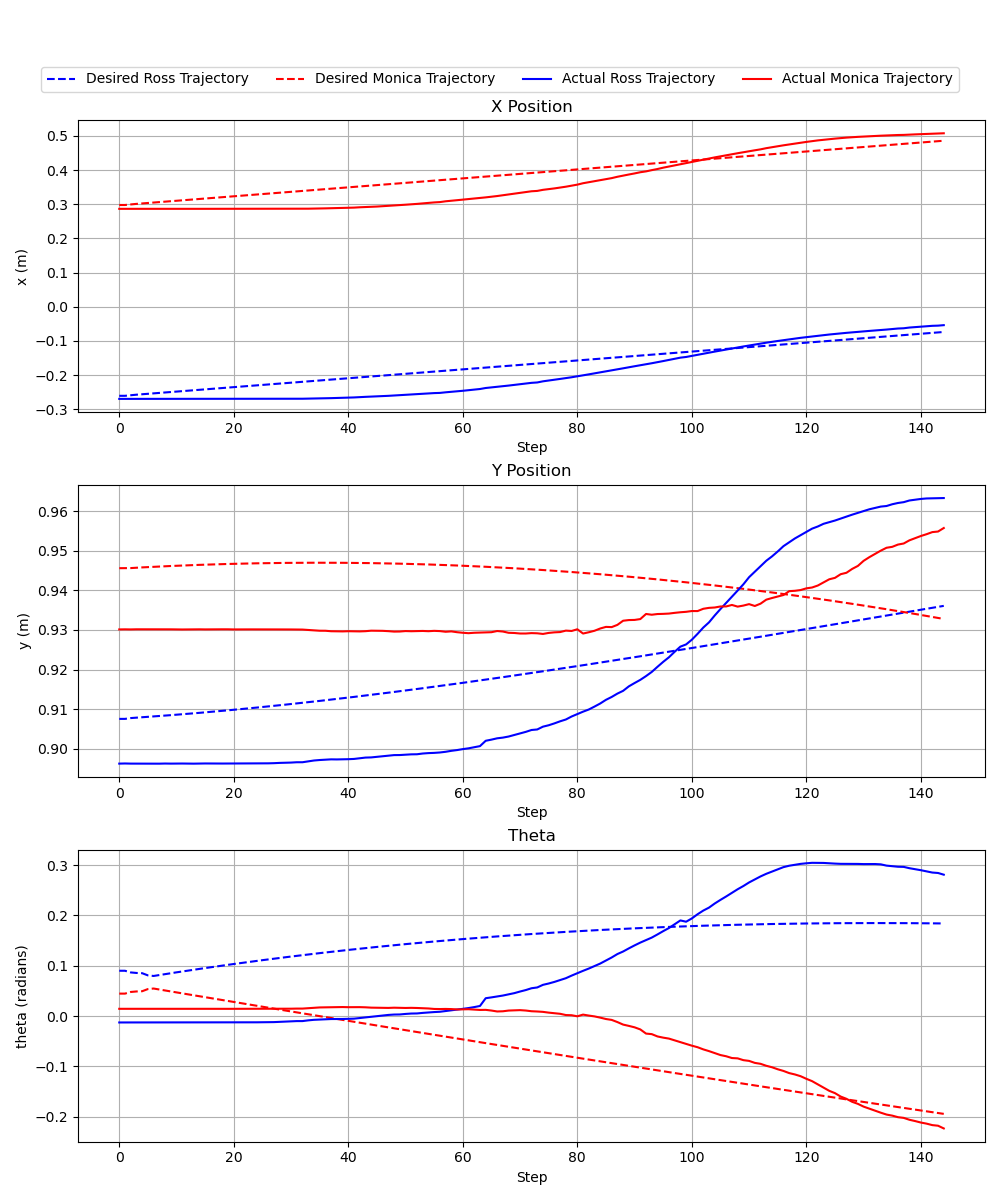 Desired Ross Trajectory Desired Monica Trajectory Actual Ross Trajectory Actual Monica Trajectory
X Position
0.5
0.4
0.3
0.2
0.1
0.0
−0.1
−0.2
−0.3
x (m)
0 20 40 60 80 100 120 140
Step
Y Position
0.96
0.95
0.94
0.93
0.92
0.91
0.90
y (m)
0 20 40 60 80 100 120 140
Step
Theta
0.3
0.2
0.1
0.0
−0.1
−0.2
theta (radians)
0 20 40 60 80 100 120 140
Step